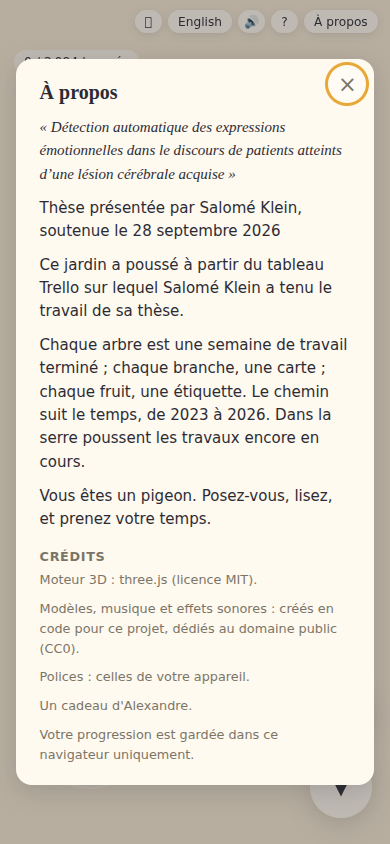 English
?
À propos
À propos
« Détection automatique des expressions
émotionnelles dans le discours de patients atteints
d’une lésion cérébrale acquise »
Thèse présentée par Salomé Klein,
soutenue le 28 septembre 2026
Ce jardin a poussé à partir du tableau
Trello sur lequel Salomé Klein a tenu le
travail de sa thèse.
Chaque arbre est une semaine de travail
terminé ; chaque branche, une carte ;
chaque fruit, une étiquette. Le chemin
suit le temps, de 2023 à 2026. Dans la
serre poussent les travaux encore en
cours.
Vous êtes un pigeon. Posez-vous, lisez,
et prenez votre temps.
CRÉDITS
Moteur 3D : three.js (licence MIT).
Modèles, musique et effets sonores : créés en
code pour ce projet, dédiés au domaine public
(CC0).
Polices : celles de votre appareil.
Un cadeau d'Alexandre.
Votre progression est gardée dans ce
navigateur uniquement.